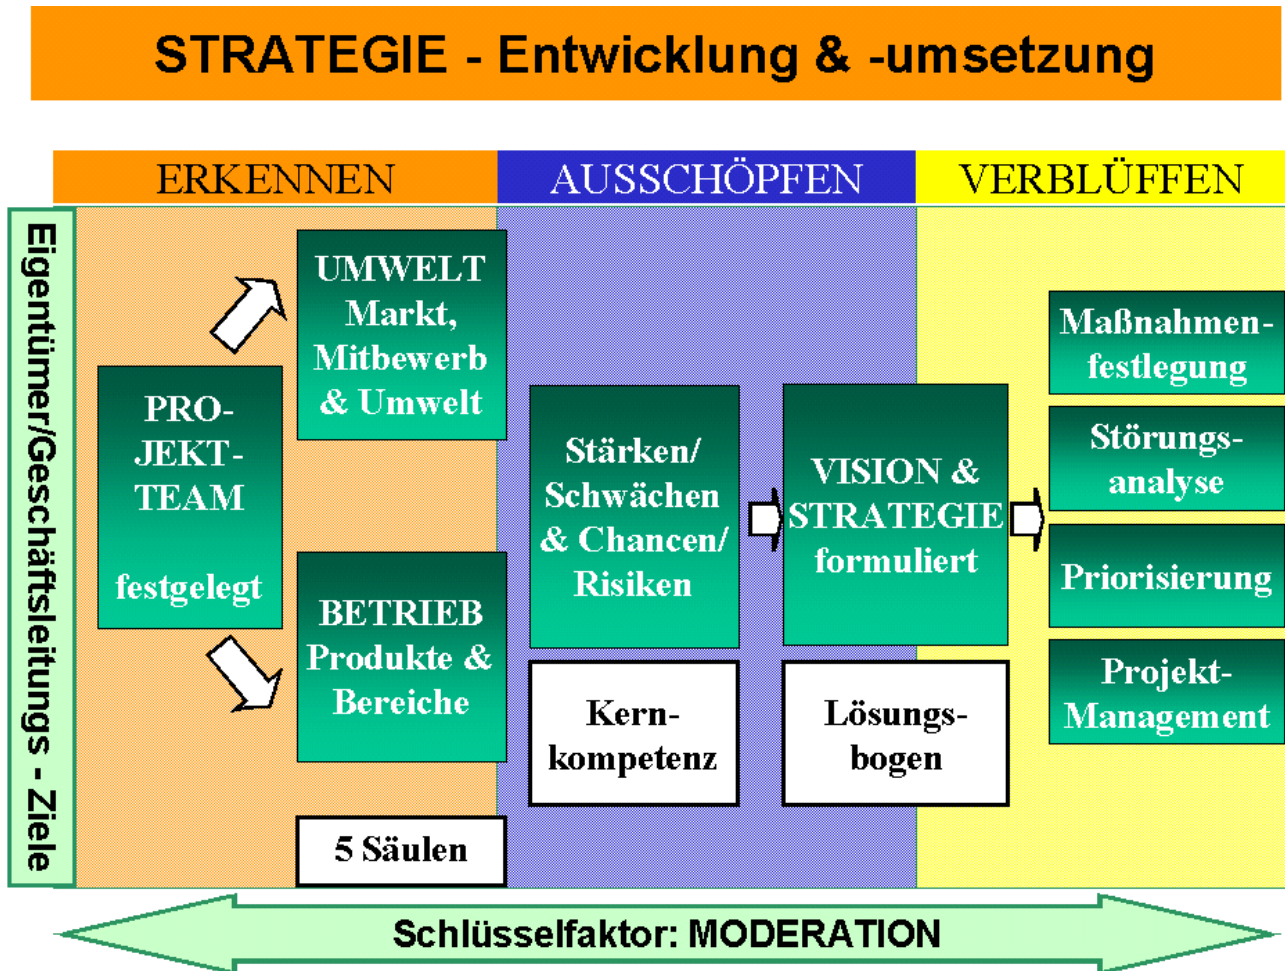 STRATEGIE - Entwicklung & -umsetzung
ERKENNEN
AUSSCHÖPFEN
VERBLÜFFEN
Eigentümer/Geschäftsleitungs - Ziele
PRO-
JEKT-
TEAM
festgelegt
UMWELT
Markt,
Mitbewerb
& Umwelt
BETRIEB
Produkte &
Bereiche
5 Säulen
Stärken/
Schwächen
& Chancen/
Risiken
Kern-
kompetenz
VISION &
STRATEGIE
formuliert
Lösungs-
bogen
Maßnahmen-
festlegung
Störungs-
analyse
Priorisierung
Projekt-
Management
Schlüsselfaktor: MODERATION